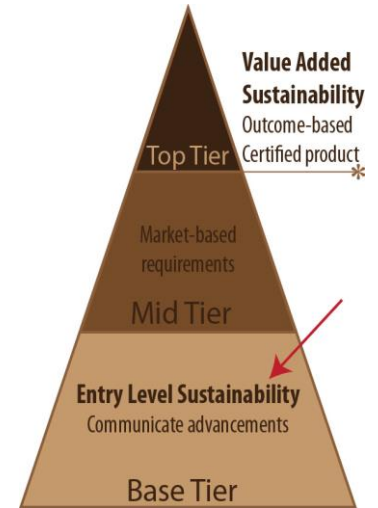 Value Added
Sustainability
Outcome-based
Top Tier
Certified product
*
Market-based
requirements
Mid Tier
Entry Level Sustainability
Communicate advancements
Base Tier